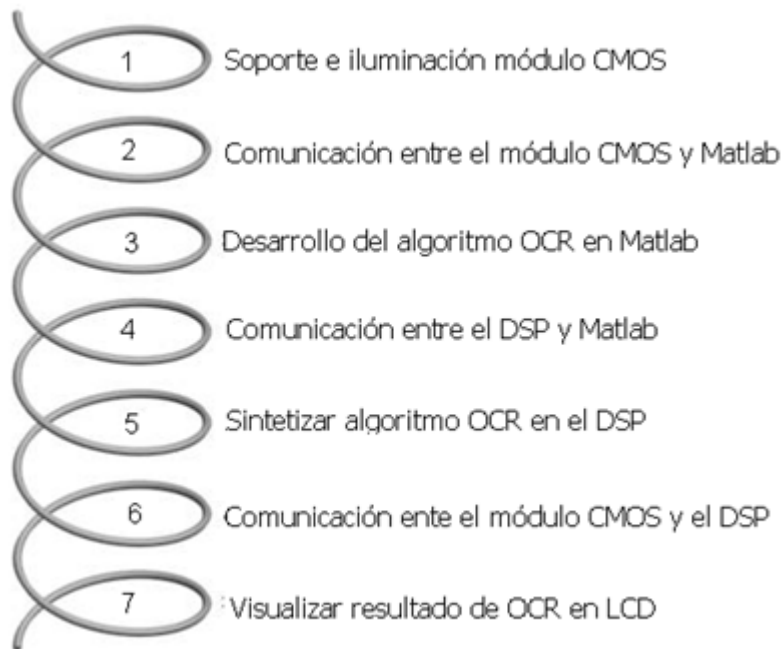 1 Soporte e iluminación módulo CMOS
2 Comunicación entre el módulo CMOS y Matlab
3 Desarrollo del algoritmo OCR en Matlab
4 Comunicación entre el DSP y Matlab
5 Sintetizar algoritmo OCR en el DSP
6 Comunicación ente el módulo CMOS y el DSP
7 Visualizar resultado de OCR en LCD